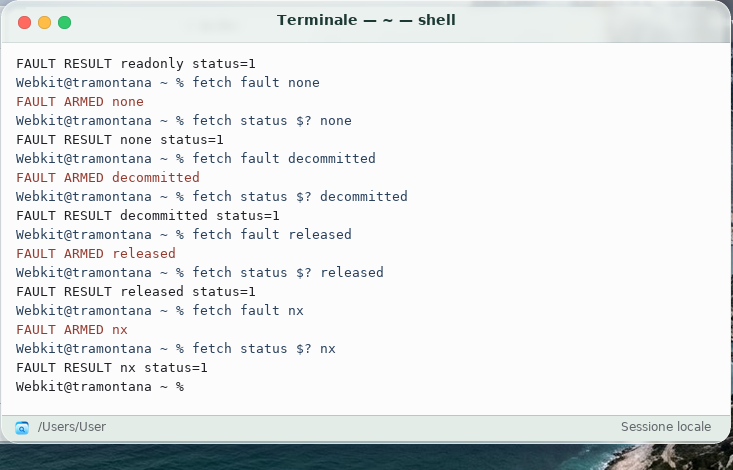 Terminale — ~ — shell
FAULT RESULT readonly status=1
Webkit@tramontana ~ % fetch fault none
FAULT ARMED none
Webkit@tramontana ~ % fetch status $? none
FAULT RESULT none status=1
Webkit@tramontana ~ % fetch fault decommitted
FAULT ARMED decommitted
Webkit@tramontana ~ % fetch status $? decommitted
FAULT RESULT decommitted status=1
Webkit@tramontana ~ % fetch fault released
FAULT ARMED released
Webkit@tramontana ~ % fetch status $? released
FAULT RESULT released status=1
Webkit@tramontana ~ % fetch fault nx
FAULT ARMED nx
Webkit@tramontana ~ % fetch status $? nx
FAULT RESULT nx status=1
Webkit@tramontana ~ %
/Users/User
Sessione locale